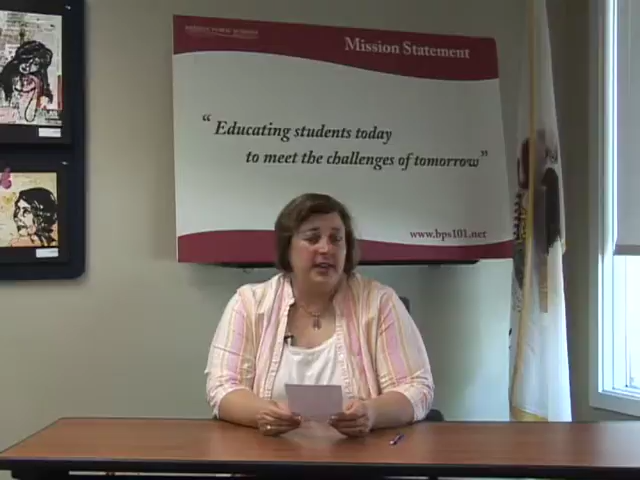 Mission Statement
“Educating students today
to meet the challenges of tomorrow”
www.bps101.net